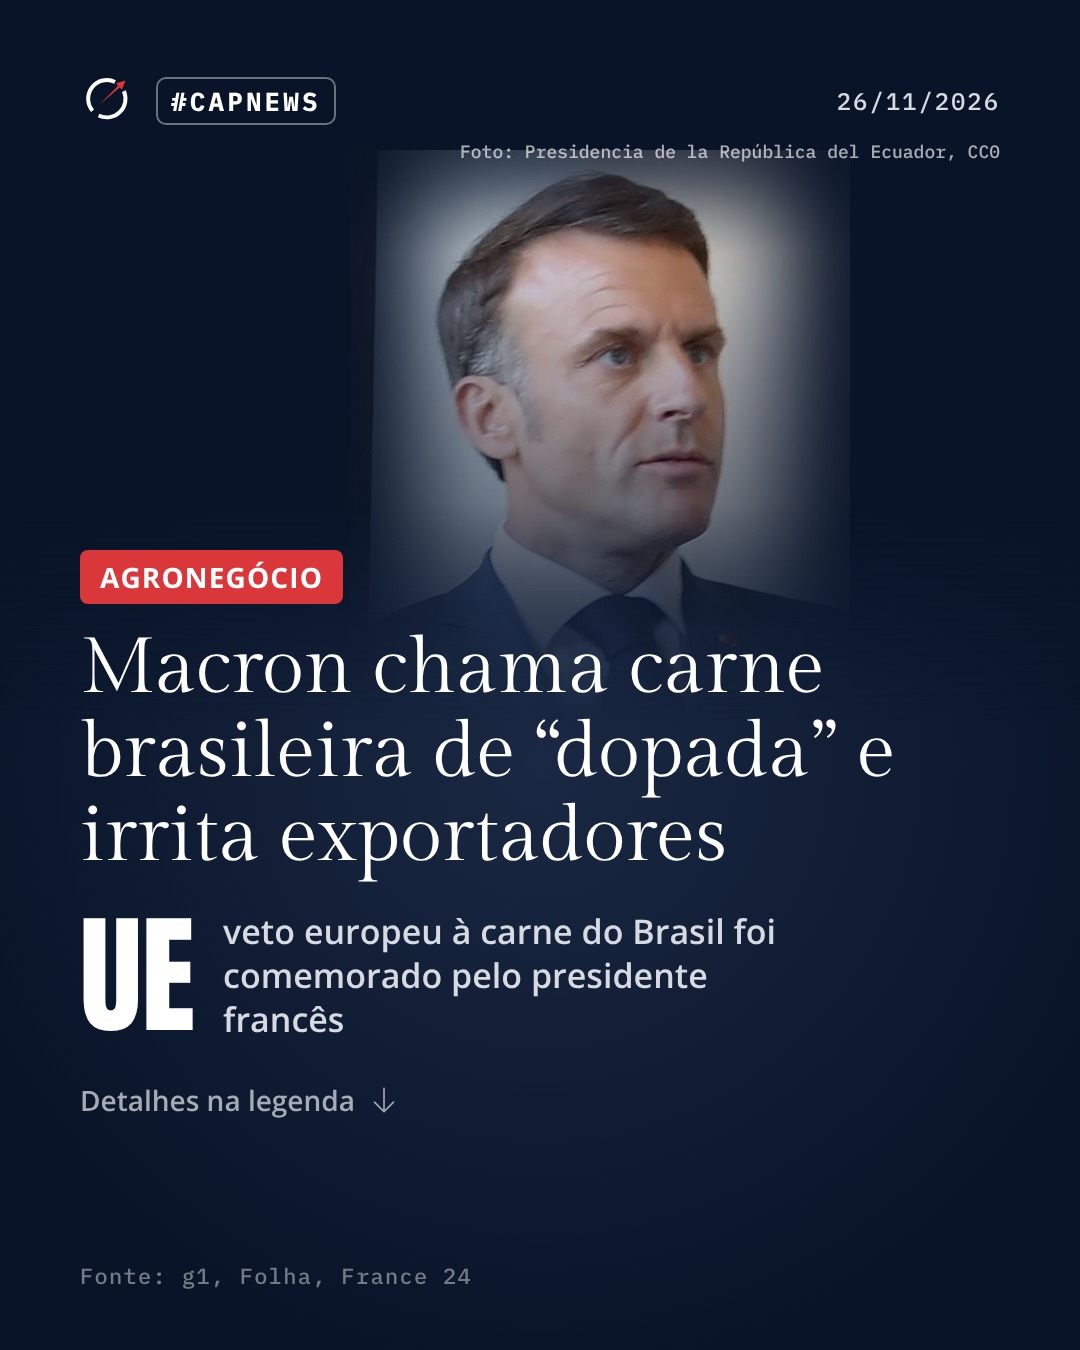 #CAPNEWS
26/11/2026
Foto: Presidencia de la República del Ecuador, CC0
AGRONEGÓCIO
Macron chama carne
brasileira de “dopada” e
irrita exportadores
UE
veto europeu à carne do Brasil foi
comemorado pelo presidente
francês
Detalhes na legenda ↓
Fonte: g1, Folha, France 24